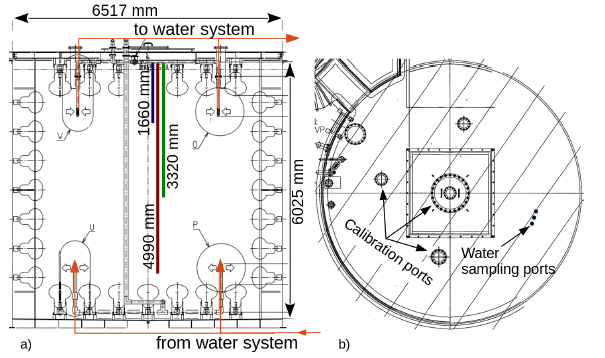 6517 mm
to water system
1660 mm
3320 mm
4990 mm
6025 mm
V
O
U
P
from water system
a)
VP
Calibration ports
Water
sampling ports
b)